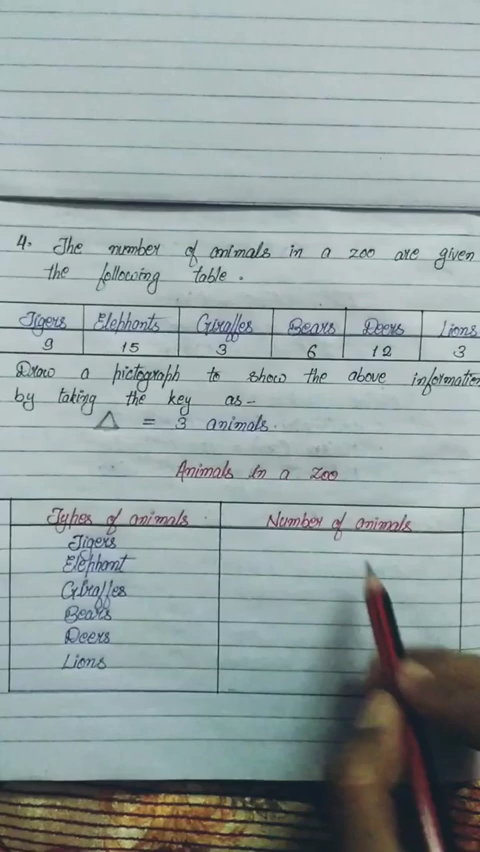 4. The number of animals in a zoo are given
the following table.
Tigers Elephants Giraffes Bears Deers Lions
9 15 3 6 12 3
Draw a pictograph to show the above information
by taking the key as-
△ = 3 animals.
Animals in a Zoo
Types of animals. Number of animals
Tigers
Elephant
Giraffes
Bears
Deers
Lions